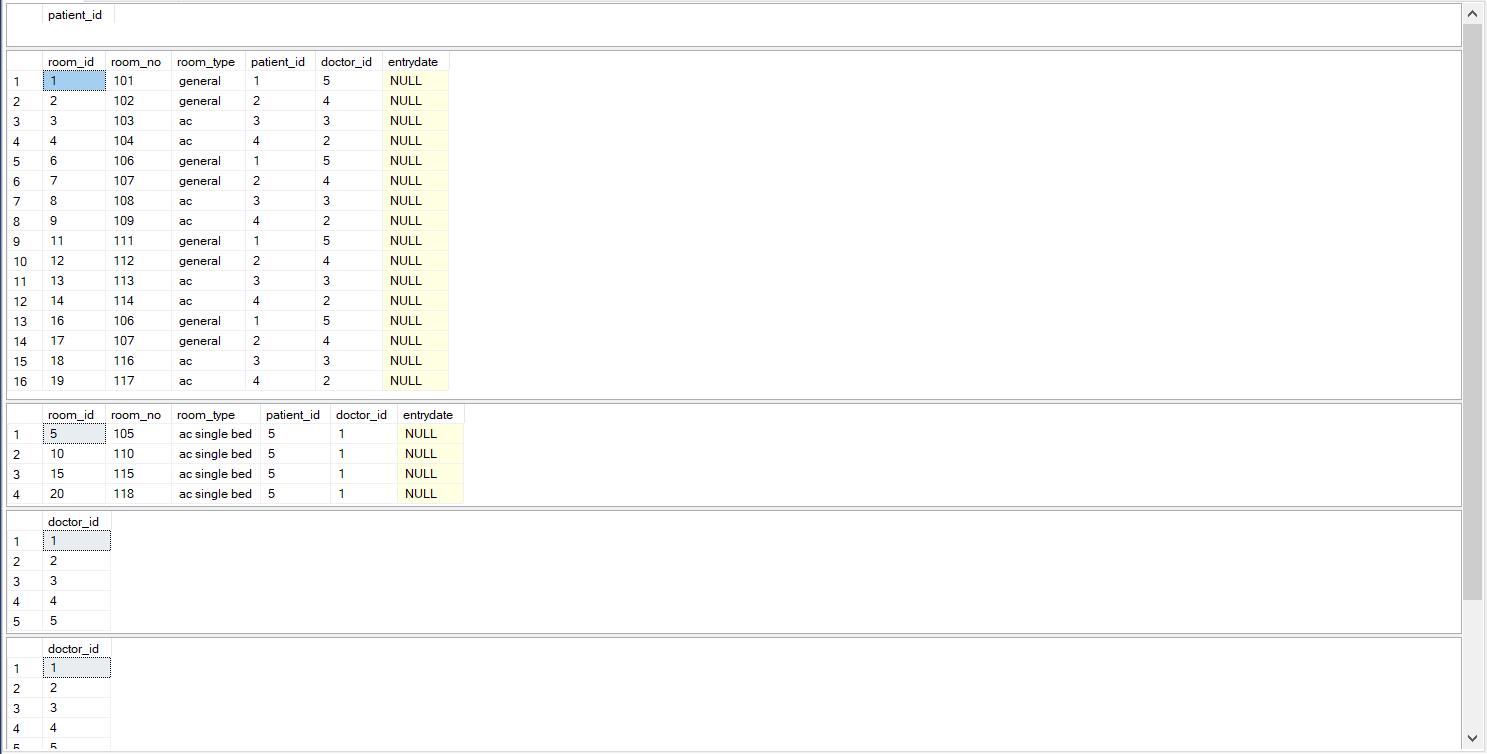 patient_id
room_id room_no room_type patient_id doctor_id entrydate
1 1 101 general 1 5 NULL
2 2 102 general 2 4 NULL
3 3 103 ac 3 3 NULL
4 4 104 ac 4 2 NULL
5 6 106 general 1 5 NULL
6 7 107 general 2 4 NULL
7 8 108 ac 3 3 NULL
8 9 109 ac 4 2 NULL
9 11 111 general 1 5 NULL
10 12 112 general 2 4 NULL
11 13 113 ac 3 3 NULL
12 14 114 ac 4 2 NULL
13 16 106 general 1 5 NULL
14 17 107 general 2 4 NULL
15 18 116 ac 3 3 NULL
16 19 117 ac 4 2 NULL
room_id room_no room_type patient_id doctor_id entrydate
1 5 105 ac single bed 5 1 NULL
2 10 110 ac single bed 5 1 NULL
3 15 115 ac single bed 5 1 NULL
4 20 118 ac single bed 5 1 NULL
doctor_id
1 1
2 2
3 3
4 4
5 5
doctor_id
1 1
2 2
3 3
4 4
5 5